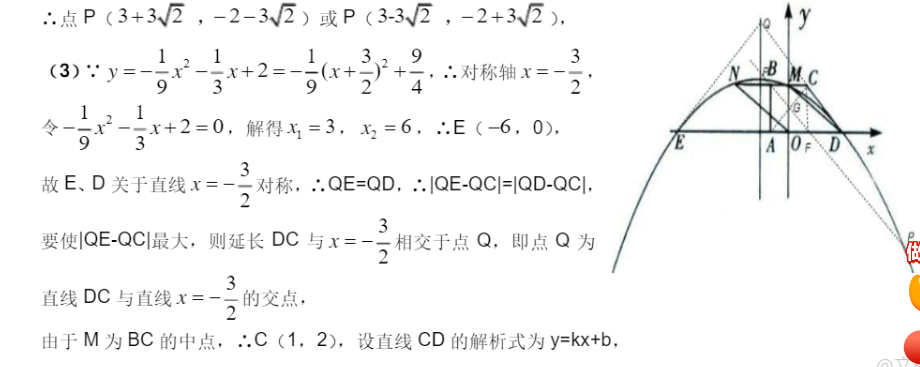 ∴点P（3+3√2，-2-3√2）或P（3-3√2，-2+3√2），
（3）∵ y=-1/9x²-1/3x+2=-1/9(x+3/2)²+9/4，∴对称轴x=-3/2，
令-1/9x²-1/3x+2=0，解得x₁=3，x₂=6，∴E（-6，0），
故E、D关于直线x=-3/2对称，∴QE=QD，∴|QE-QC|=|QD-QC|，
要使|QE-QC|最大，则延长DC与x=-3/2相交于点Q，即点Q为
直线DC与直线x=-3/2的交点，
由于M为BC的中点，∴C（1，2），设直线CD的解析式为y=kx+b，
Q y
N B M C
G
E A O F D x
P